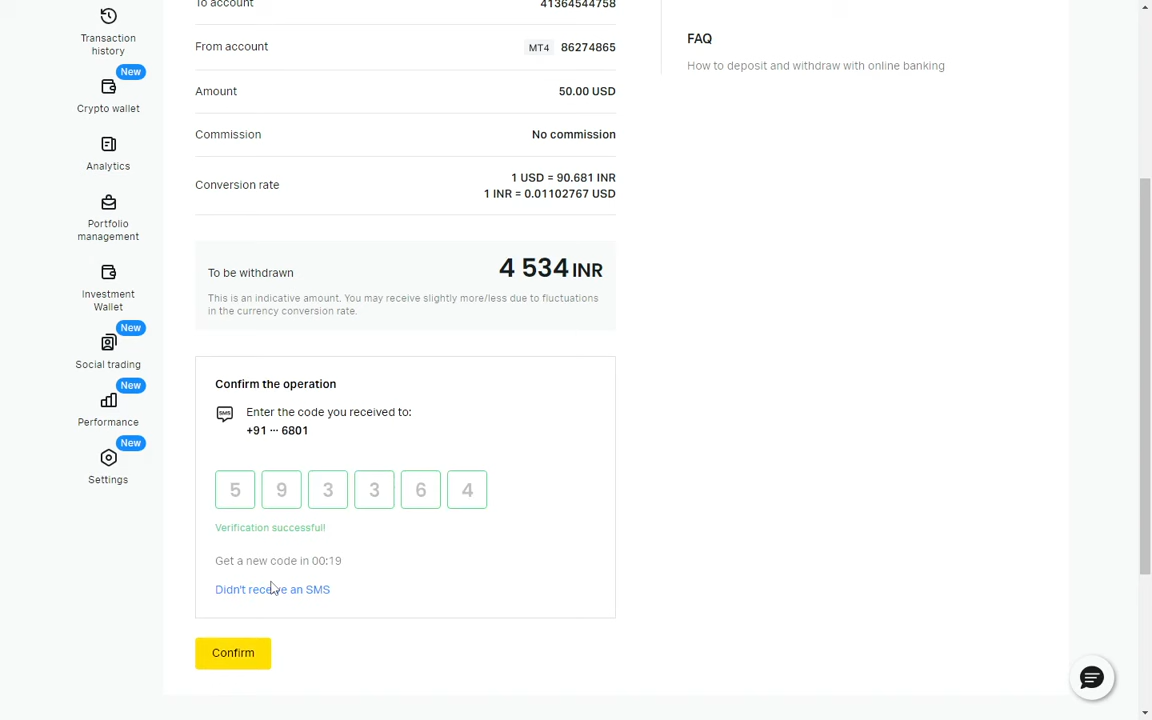 Transaction
history
New
Crypto wallet
Analytics
Portfolio
management
Investment
Wallet
New
Social trading
New
Performance
New
Settings
To account 41364544758
From account MT4 86274865
Amount 50.00 USD
Commission No commission
Conversion rate 1 USD = 90.681 INR
1 INR = 0.01102767 USD
To be withdrawn 4 534 INR
This is an indicative amount. You may receive slightly more/less due to fluctuations
in the currency conversion rate.
Confirm the operation
SMS Enter the code you received to:
+91 ··· 6801
5 9 3 3 6 4
Verification successful!
Get a new code in 00:19
Didn't receive an SMS
Confirm
FAQ
How to deposit and withdraw with online banking